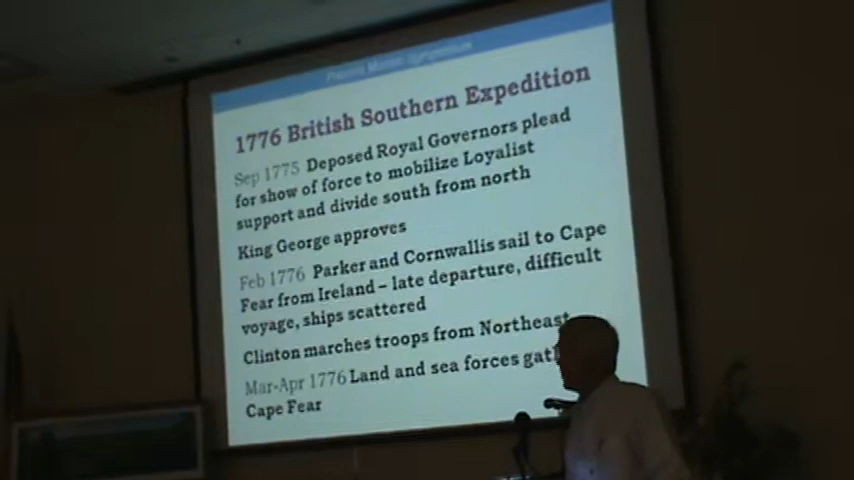 1776 British Southern Expedition
Sep 1775 Deposed Royal Governors plead
for show of force to mobilize Loyalist
support and divide south from north
King George approves
Feb 1776 Parker and Cornwallis sail to Cape
Fear from Ireland – late departure, difficult
voyage, ships scattered
Clinton marches troops from Northeast
Mar-Apr 1776 Land and sea forces
Cape Fear